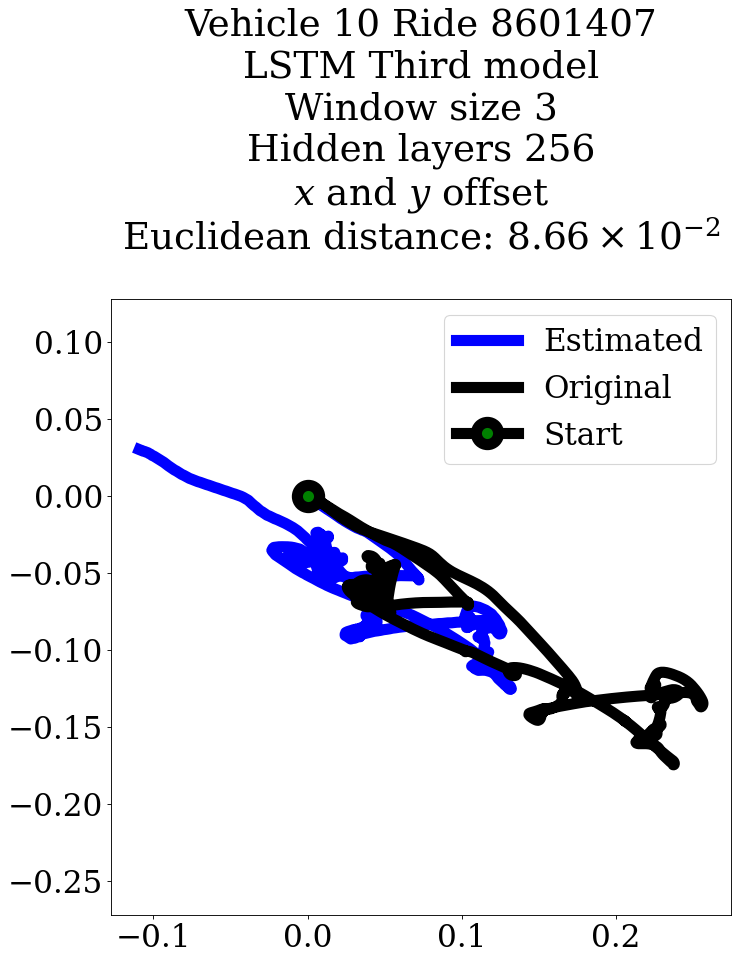 Vehicle 10 Ride 8601407
LSTM Third model
Window size 3
Hidden layers 256
x and y offset
Euclidean distance: 8.66 × 10⁻²
Estimated
Original
Start
0.10
0.05
0.00
−0.05
−0.10
−0.15
−0.20
−0.25
−0.1 0.0 0.1 0.2